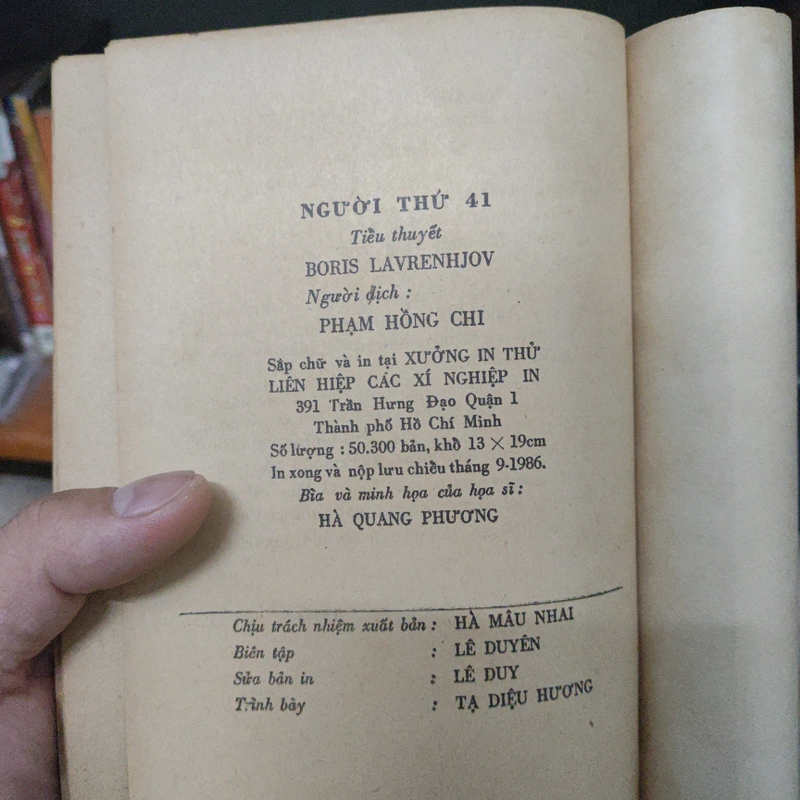 NGƯỜI THỨ 41
Tiểu thuyết
BORIS LAVRENHJOV
Người dịch :
PHẠM HỒNG CHI
Sắp chữ và in tại XƯỞNG IN THỬ
LIÊN HIỆP CÁC XÍ NGHIỆP IN
391 Trần Hưng Đạo Quận 1
Thành phố Hồ Chí Minh
Số lượng : 50.300 bản, khổ 13 × 19cm
In xong và nộp lưu chiều tháng 9-1986.
Bìa và minh họa của họa sĩ :
HÀ QUANG PHƯƠNG
Chịu trách nhiệm xuất bản : HÀ MÂU NHAI
Biên tập : LÊ DUYÊN
Sửa bản in : LÊ DUY
Trình bày : TẠ DIỆU HƯƠNG